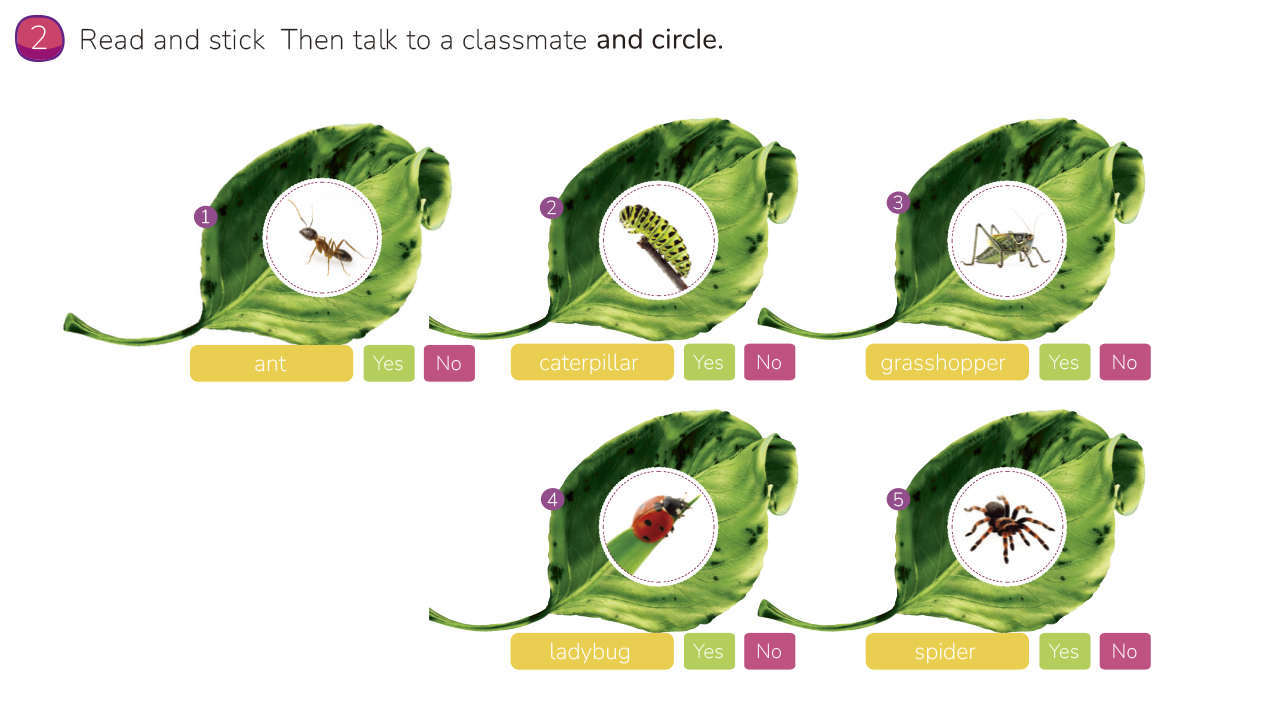 2 Read and stick Then talk to a classmate and circle.
1
2
3
ant Yes No
caterpillar Yes No
grasshopper Yes No
4
5
ladybug Yes No
spider Yes No